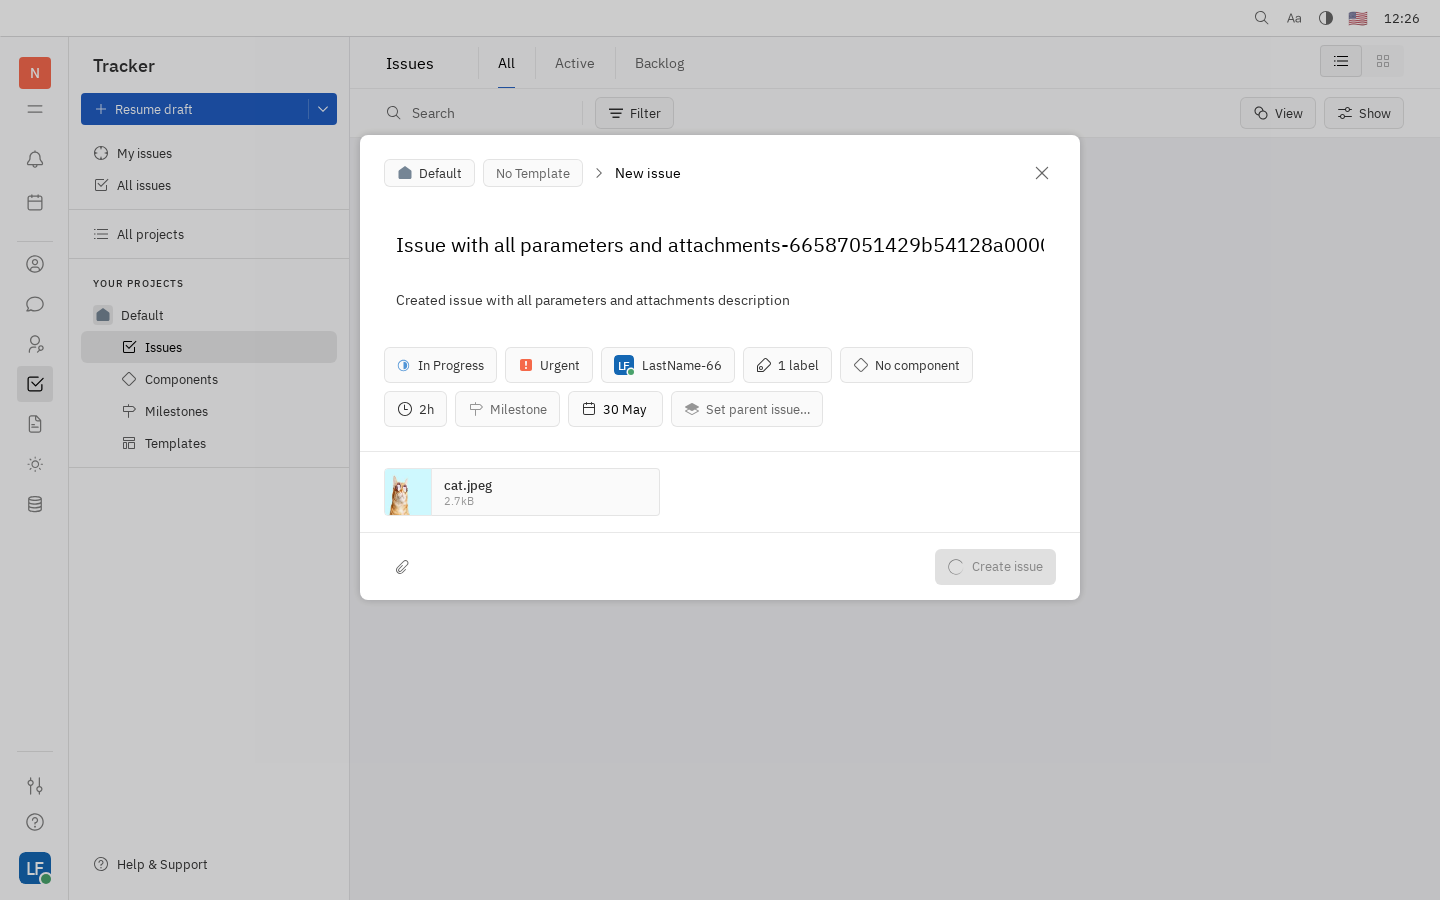 Aa 12:26
N
Tracker
Resume draft
My issues
All issues
All projects
YOUR PROJECTS
Default
Issues
Components
Milestones
Templates
Help & Support
LF
Issues All Active Backlog
Search Filter View Show
Default No Template New issue
Issue with all parameters and attachments-66587051429b54128a000
Created issue with all parameters and attachments description
In Progress Urgent LF LastName-66 1 label No component
2h Milestone 30 May Set parent issue...
cat.jpeg
2.7kB
Create issue